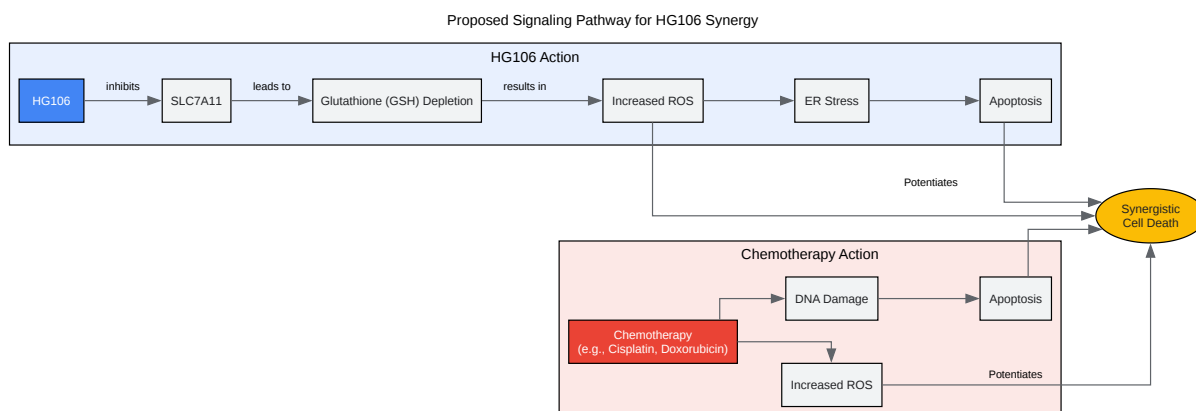 Proposed Signaling Pathway for HG106 Synergy
HG106 Action
HG106
inhibits
SLC7A11
leads to
Glutathione (GSH) Depletion
results in
Increased ROS
ER Stress
Apoptosis
Potentiates
Synergistic
Cell Death
Chemotherapy Action
DNA Damage
Apoptosis
Chemotherapy
(e.g., Cisplatin, Doxorubicin)
Increased ROS
Potentiates